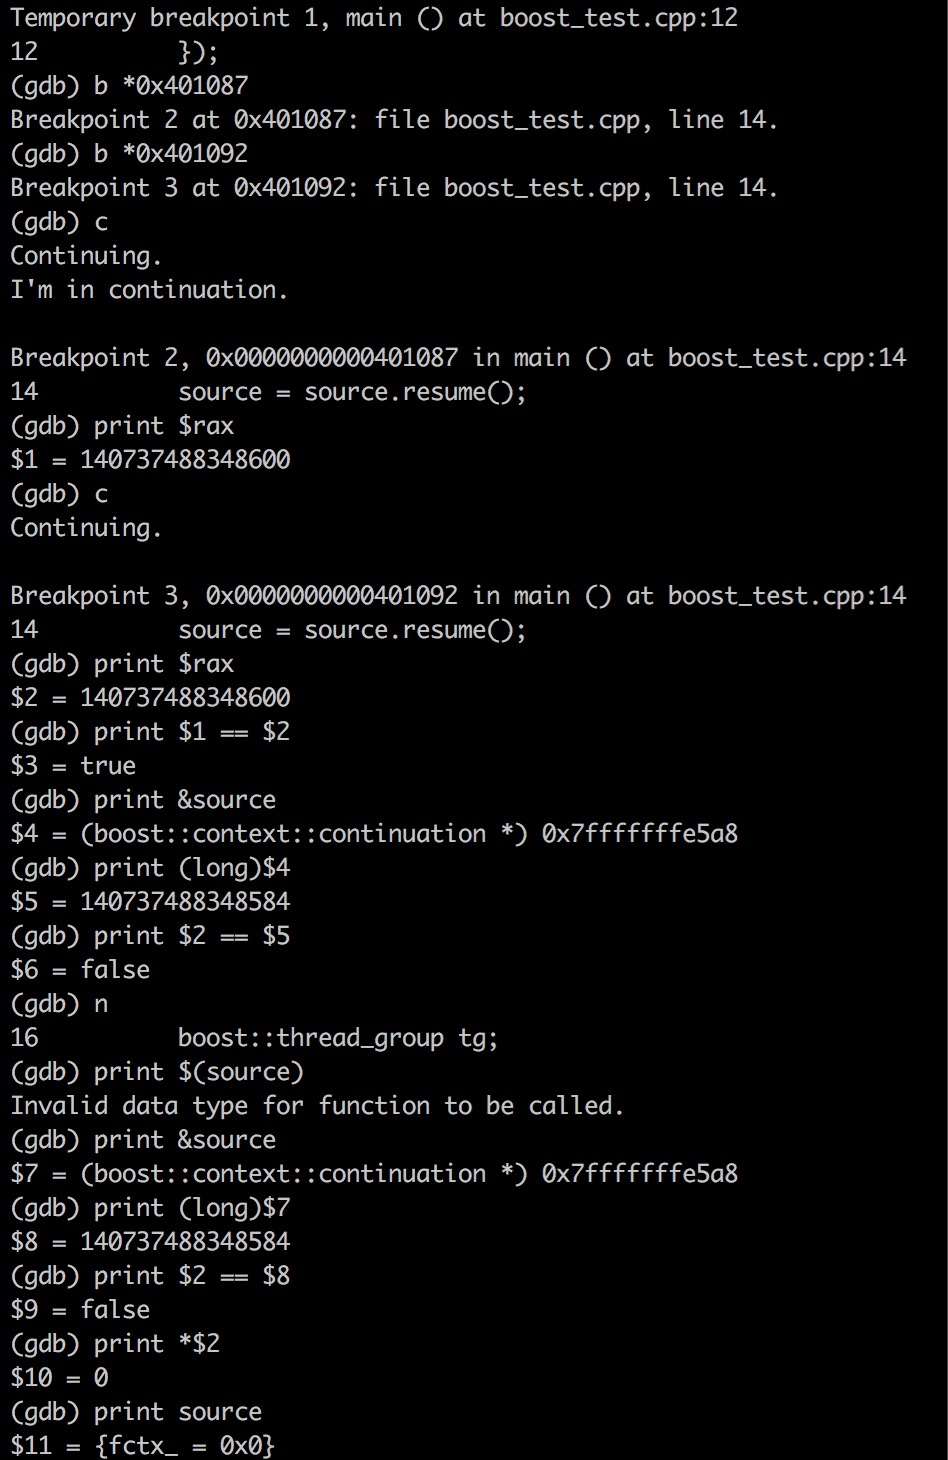 Temporary breakpoint 1, main () at boost_test.cpp:12
12          });
(gdb) b *0x401087
Breakpoint 2 at 0x401087: file boost_test.cpp, line 14.
(gdb) b *0x401092
Breakpoint 3 at 0x401092: file boost_test.cpp, line 14.
(gdb) c
Continuing.
I'm in continuation.

Breakpoint 2, 0x0000000000401087 in main () at boost_test.cpp:14
14          source = source.resume();
(gdb) print $rax
$1 = 140737488348600
(gdb) c
Continuing.

Breakpoint 3, 0x0000000000401092 in main () at boost_test.cpp:14
14          source = source.resume();
(gdb) print $rax
$2 = 140737488348600
(gdb) print $1 == $2
$3 = true
(gdb) print &source
$4 = (boost::context::continuation *) 0x7fffffffe5a8
(gdb) print (long)$4
$5 = 140737488348584
(gdb) print $2 == $5
$6 = false
(gdb) n
16          boost::thread_group tg;
(gdb) print $(source)
Invalid data type for function to be called.
(gdb) print &source
$7 = (boost::context::continuation *) 0x7fffffffe5a8
(gdb) print (long)$7
$8 = 140737488348584
(gdb) print $2 == $8
$9 = false
(gdb) print *$2
$10 = 0
(gdb) print source
$11 = {fctx_ = 0x0}